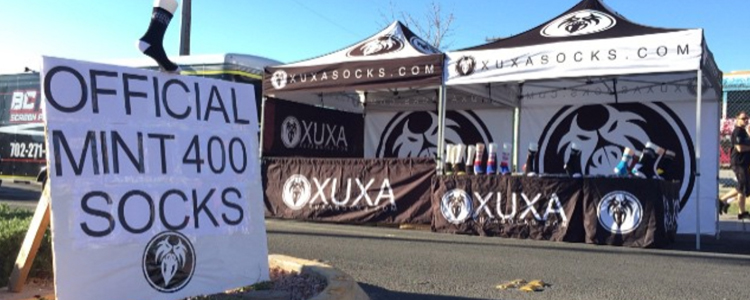 OFFICIAL
MINT 400
SOCKS
BC
702-271
XUXASOCKS.COM
XUXASOCKS.COM
XUXA
XUXA
XUXA